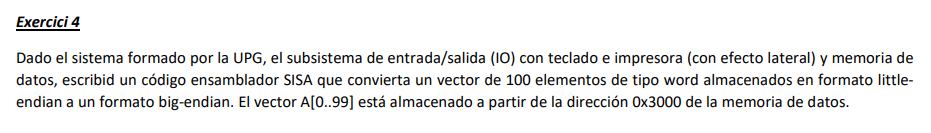 Exercici 4
Dado el sistema formado por la UPG, el subsistema de entrada/salida (IO) con teclado e impresora (con efecto lateral) y memoria de
datos, escribid un código ensamblador SISA que convierta un vector de 100 elementos de tipo word almacenados en formato little-
endian a un formato big-endian. El vector A[0..99] está almacenado a partir de la dirección 0x3000 de la memoria de datos.